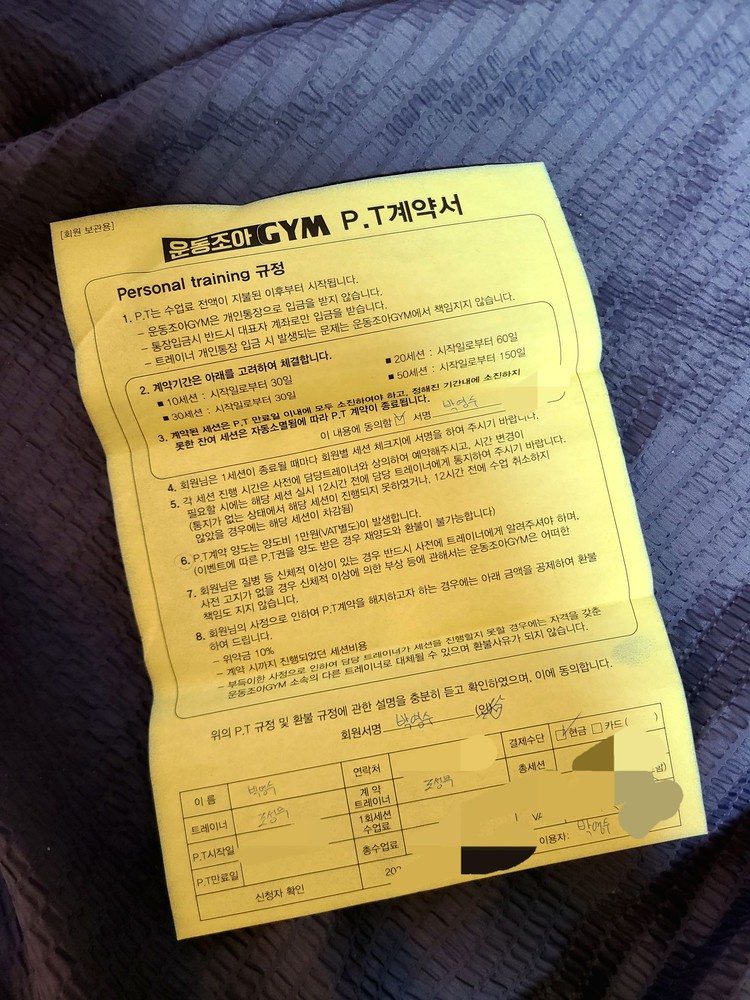 [회원 보관용]
운동조아GYM P.T계약서
Personal training 규정
1. P.T는 수업료 전액이 지불된 이후부터 시작됩니다.
– 운동조아GYM은 개인통장으로 입금을 받지 않습니다.
– 통장입금시 반드시 대표자 계좌로만 입금을 받습니다.
– 트레이너 개인통장 입금 시 발생되는 문제는 운동조아GYM에서 책임지지 않습니다.
2. 계약기간은 아래를 고려하여 체결합니다.
■ 10세션 : 시작일로부터 30일 ■ 20세션 : 시작일로부터 60일
■ 30세션 : 시작일로부터 30일 ■ 50세션 : 시작일로부터 150일
3. 계약된 세션은 P.T 만료일 이내에 모두 소진하여야 하고, 정해진 기간내에 소진하지
못한 잔여 세션은 자동소멸됨에 따라 P.T 계약이 종료됩니다.
이 내용에 동의함 ☑ 서명 박영수
4. 회원님은 1세션이 종료될 때마다 회원별 세션 체크지에 서명을 하여 주시기 바랍니다.
5. 각 세션 진행 시간은 사전에 담당트레이너와 상의하여 예약해주시고, 시간 변경이
필요할 시에는 해당 세션 실시 12시간 전에 담당 트레이너에게 통지하여 주시기 바랍니다.
(통지가 없는 상태에서 해당 세션이 진행되지 못하였거나, 12시간 전에 수업 취소하지
않았을 경우에는 해당 세션이 차감됨)
6. P.T계약 양도는 양도비 1만원(VAT별도)이 발생합니다.
(이벤트에 따른 P.T권을 양도 받은 경우 재양도와 환불이 불가능합니다)
7. 회원님은 질병 등 신체적 이상이 있는 경우 반드시 사전에 트레이너에게 알려주셔야 하며,
사전 고지가 없을 경우 신체적 이상에 의한 부상 등에 관해서는 운동조아GYM은 어떠한
책임도 지지 않습니다.
8. 회원님의 사정으로 인하여 P.T계약을 해지하고자 하는 경우에는 아래 금액을 공제하여 환불
하여 드립니다.
– 위약금 10%
– 계약 시까지 진행되었던 세션비용
– 부득이한 사정으로 인하여 담당 트레이너가 세션을 진행할지 못할 경우에는 자격을 갖춘
운동조아GYM 소속의 다른 트레이너로 대체될 수 있으며 환불사유가 되지 않습니다.
위의 P.T 규정 및 환불 규정에 관한 설명을 충분히 듣고 확인하였으며, 이에 동의합니다.
회원서명 박영수 (인)
이 름 박영수 연락처 결제수단 ☑현금 □카드 ( )
트레이너 조성욱 계 약 트레이너 조성욱 총세션
P.T시작일 1회세션 수업료
P.T만료일 총수업료
신청자 확인 20 이용자: 박영수